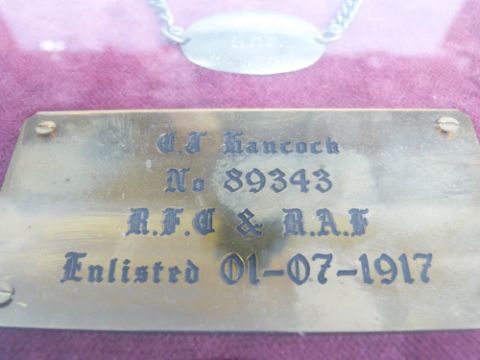 C.F Hancock
No 89343
R.F.C & R.A.F
Enlisted 01-07-1917